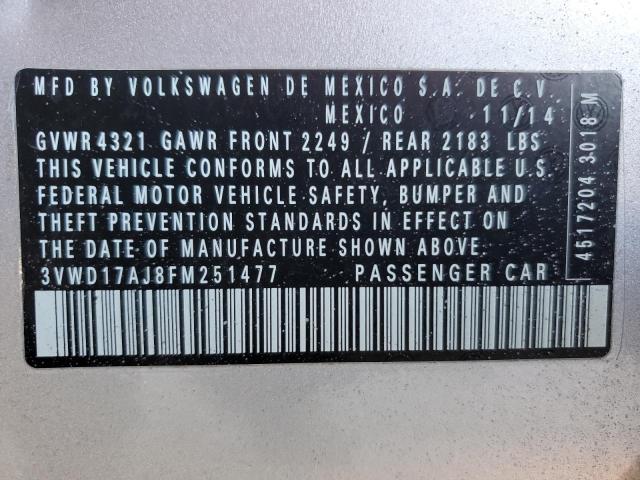 MFD BY VOLKSWAGEN DE MEXICO S.A. DE C.V.
MEXICO 11/14
GVWR 4321 GAWR FRONT 2249 / REAR 2183 LBS
THIS VEHICLE CONFORMS TO ALL APPLICABLE U.S.
FEDERAL MOTOR VEHICLE SAFETY, BUMPER AND
THEFT PREVENTION STANDARDS IN EFFECT ON
THE DATE OF MANUFACTURE SHOWN ABOVE.
3VWD17AJ8FM251477 PASSENGER CAR
4517204 3018 M